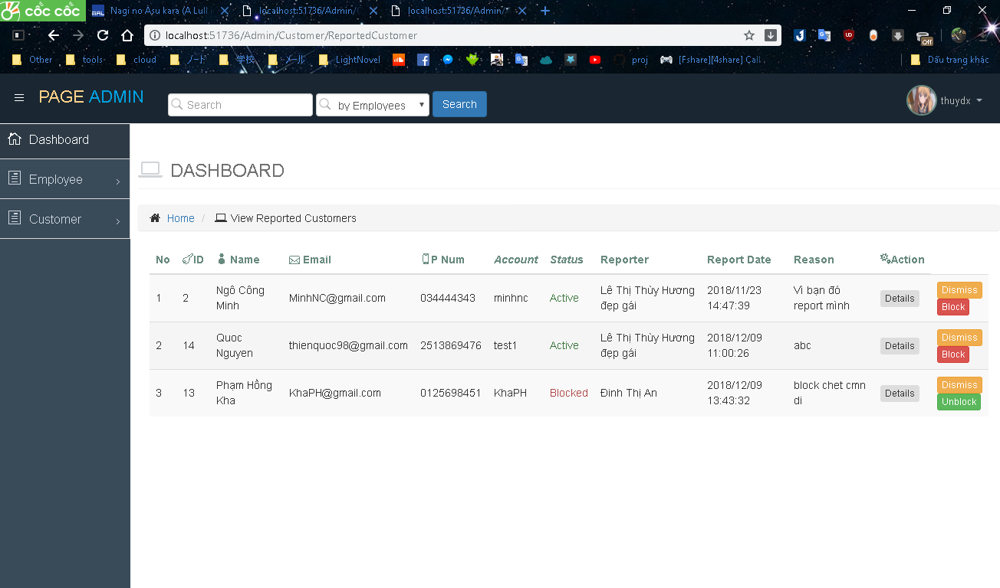 cốc cốc
MAL Nagi no Asu kara (A Lull localhost:51736/Admin/ localhost:51736/Admin/
localhost:51736/Admin/Customer/ReportedCustomer
Off
Other tools cloud ノート 学校 メール LightNovel proj [Fshare][4share] Çall Dấu trang khác
PAGE ADMIN Search by Employees Search thuydx
Dashboard
Employee
Customer
DASHBOARD
Home / View Reported Customers
No ID Name Email P Num Account Status Reporter Report Date Reason Action
1 2 Ngô Công Minh MinhNC@gmail.com 034444343 minhnc Active Lê Thị Thùy Hương đẹp gái 2018/11/23 14:47:39 Vì bạn đó report mình Details Dismiss Block
2 14 Quoc Nguyen thienquoc98@gmail.com 2513869476 test1 Active Lê Thị Thùy Hương đẹp gái 2018/12/09 11:00:26 abc Details Dismiss Block
3 13 Phạm Hồng Kha KhaPH@gmail.com 0125698451 KhaPH Blocked Đinh Thị An 2018/12/09 13:43:32 block chet cmn di Details Dismiss Unblock